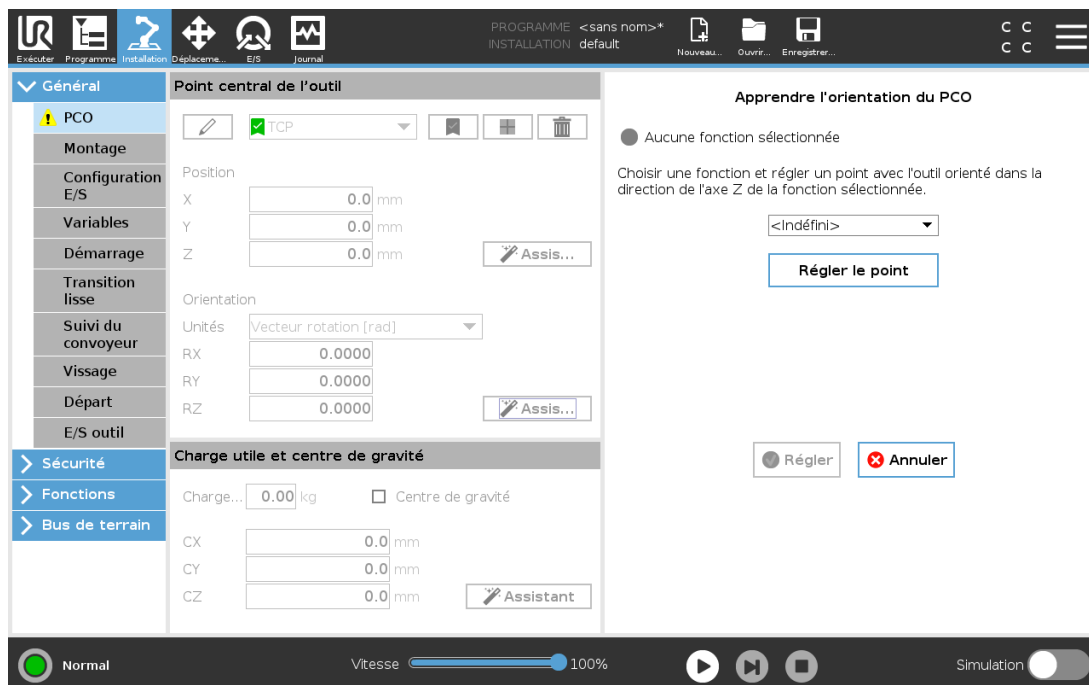 PROGRAMME <sans nom>*
INSTALLATION default
Exécuter
Programme
Installation
Déplaceme...
E/S
Journal
Nouveau...
Ouvrir...
Enregistrer...
C C
C C
Général
PCO
Montage
Configuration
E/S
Variables
Démarrage
Transition
lisse
Suivi du
convoyeur
Vissage
Départ
E/S outil
Sécurité
Fonctions
Bus de terrain
Point central de l'outil
TCP
Position
X 0.0 mm
Y 0.0 mm
Z 0.0 mm
Assis...
Orientation
Unités Vecteur rotation [rad]
RX 0.0000
RY 0.0000
RZ 0.0000
Assis...
Charge utile et centre de gravité
Charge... 0.00 kg
Centre de gravité
CX 0.0 mm
CY 0.0 mm
CZ 0.0 mm
Assistant
Apprendre l'orientation du PCO
Aucune fonction sélectionnée
Choisir une fonction et régler un point avec l'outil orienté dans la
direction de l'axe Z de la fonction sélectionnée.
<Indéfini>
Régler le point
Régler
Annuler
Normal
Vitesse
100%
Simulation